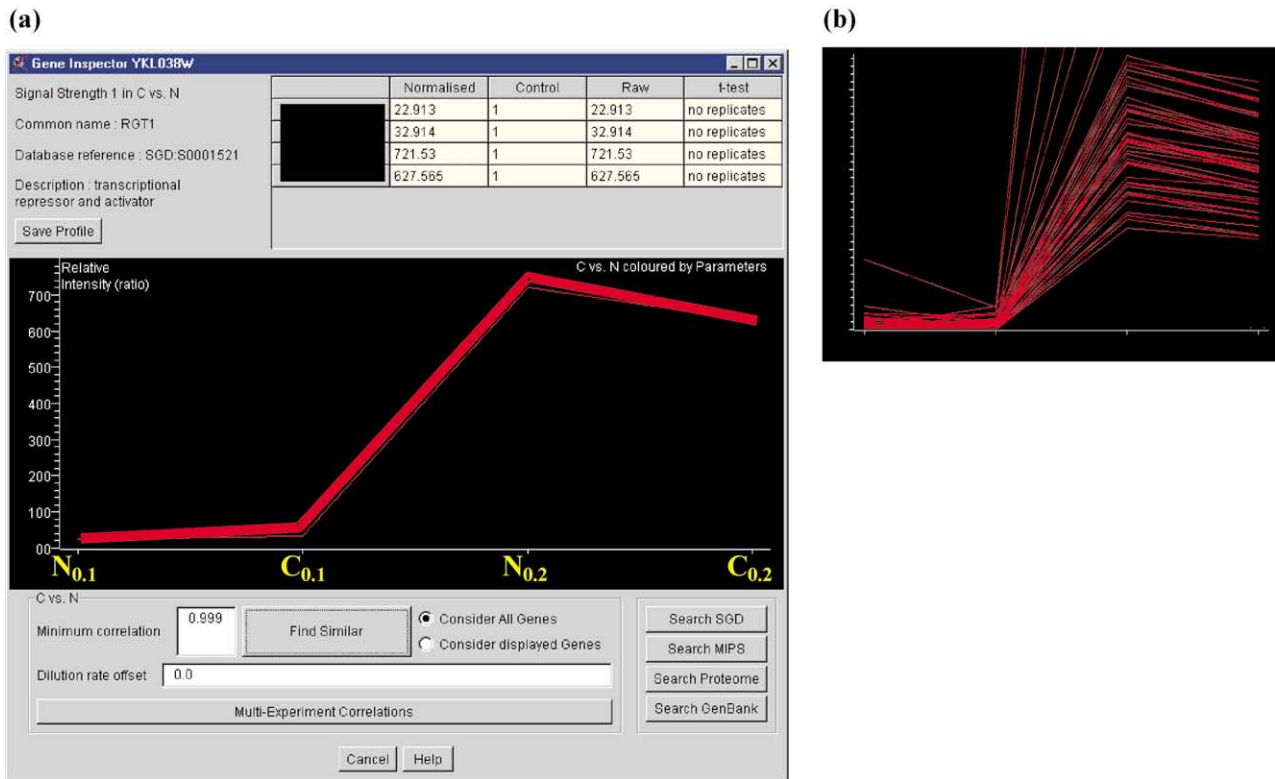 (a)
(b)
Gene Inspector YKL038W
Signal Strength 1 in C vs. N
Common name : RGT1
Database reference : SGD:S0001521
Description : transcriptional
repressor and activator
Save Profile
Normalised Control Raw t-test
22.913 1 22.913 no replicates
32.914 1 32.914 no replicates
721.53 1 721.53 no replicates
627.565 1 627.565 no replicates
Relative
Intensity (ratio)
C vs. N coloured by Parameters
700
600
500
400
300
200
100
00
N0.1 C0.1 N0.2 C0.2
C vs. N
Minimum correlation 0.999
Find Similar
Consider All Genes
Consider displayed Genes
Dilution rate offset 0.0
Multi-Experiment Correlations
Search SGD
Search MIPS
Search Proteome
Search GenBank
Cancel Help